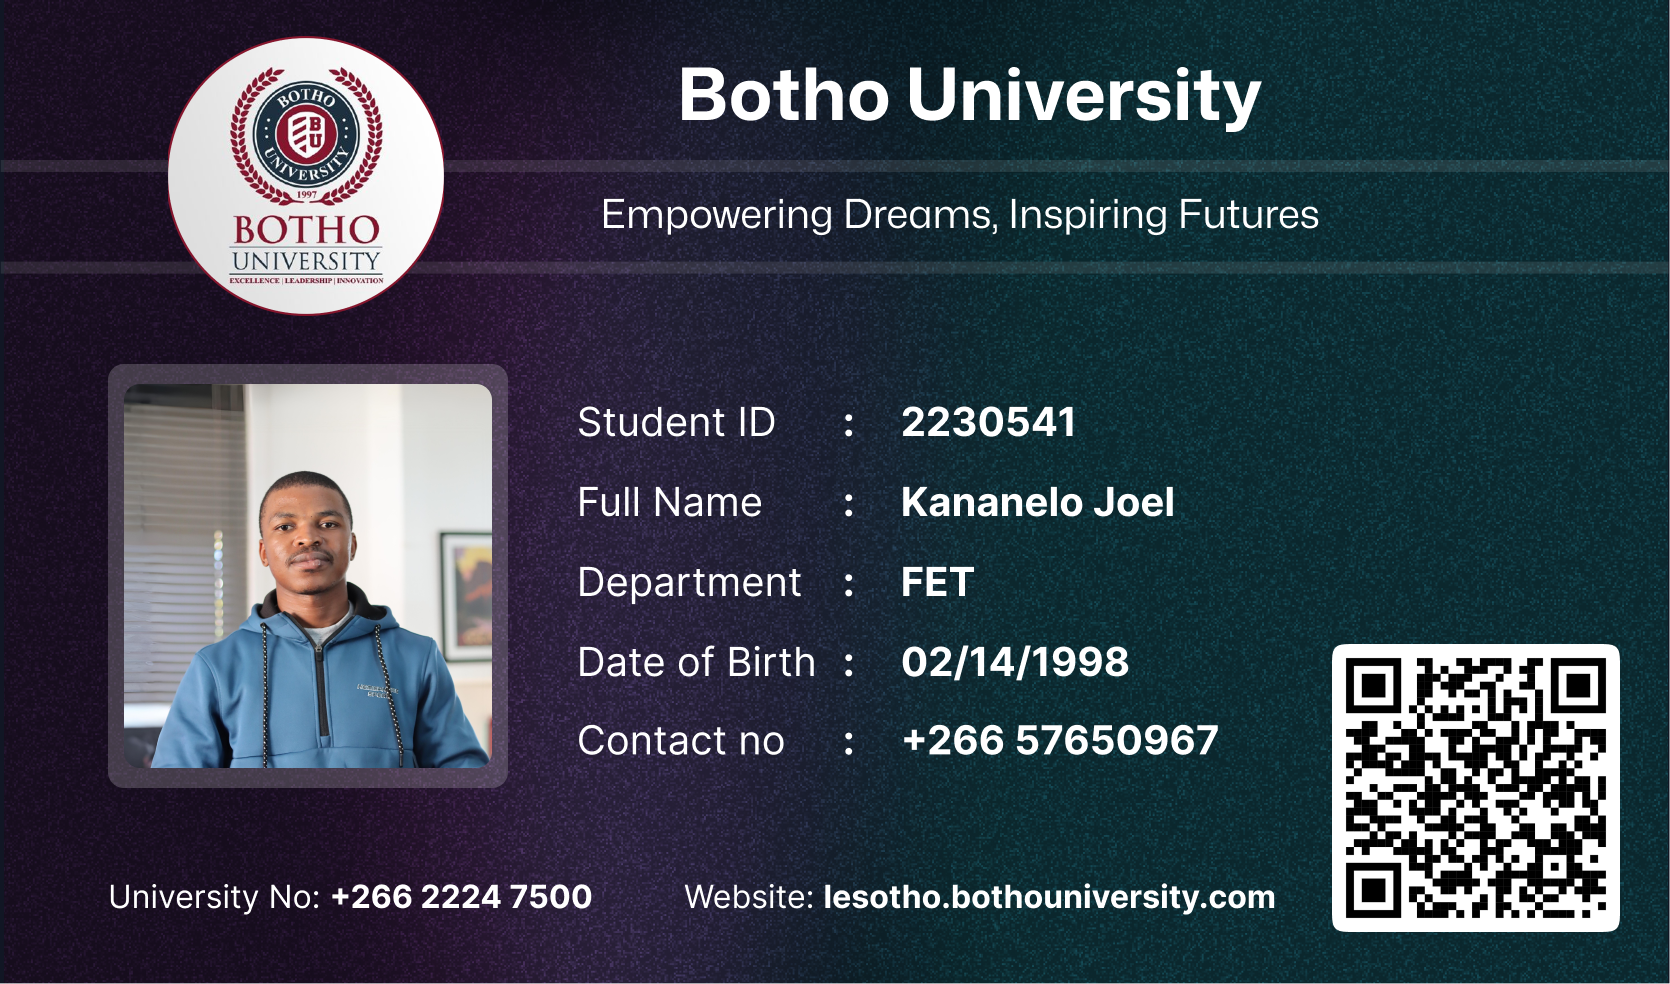 BOTHO
BU
UNIVERSITY
1997
BOTHO
UNIVERSITY
EXCELLENCE | LEADERSHIP | INNOVATION
Botho University
Empowering Dreams, Inspiring Futures
Student ID : 2230541
Full Name : Kananelo Joel
Department : FET
Date of Birth : 02/14/1998
Contact no : +266 57650967
University No: +266 2224 7500 Website: lesotho.bothouniversity.com